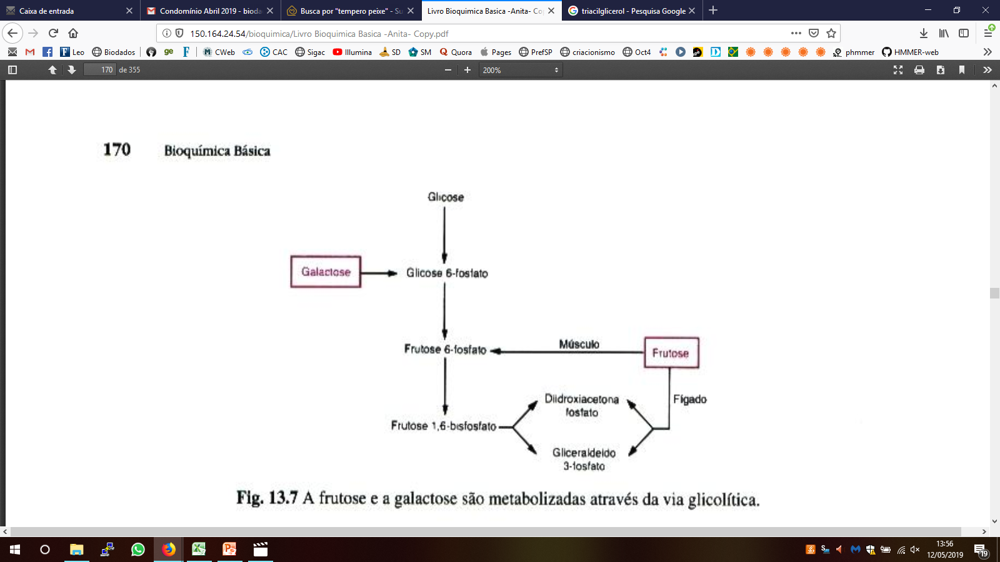 Caixa de entrada
Condomínio Abril 2019 - bioda
Busca por "tempero peixe" - Su
Livro Bioquimica Basica -Anita- Co
triacilglicerol - Pesquisa Google
150.164.24.54/bioquimica/Livro Bioquimica Basica -Anita- Copy.pdf
Leo
Biodados
ge
CWeb
CAC
Sigac
Illumina
SD
SM
Quora
Pages
PrefSP
criacionismo
Oct4
phmmer
HMMER-web
170 de 355
200%
170 Bioquímica Básica
Glicose
Galactose
Glicose 6-fosfato
Músculo
Frutose 6-fosfato
Frutose
Diidroxiacetona
fosfato
Fígado
Frutose 1,6-bisfosfato
Gliceraldeído
3-fosfato
Fig. 13.7 A frutose e a galactose são metabolizadas através da via glicolítica.
13:56
12/05/2019
19